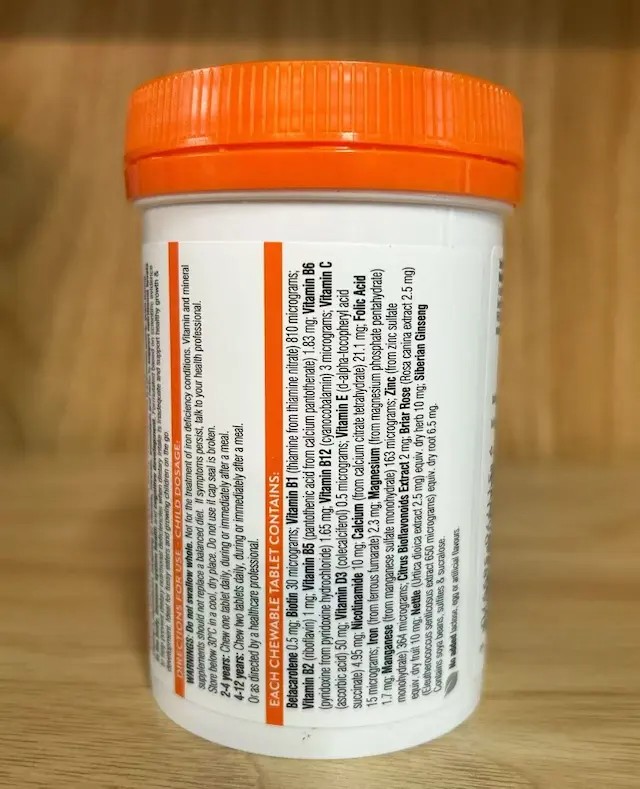 development. Ideal for fussy eaters and growing children on the go
DIRECTIONS FOR USE - CHILD DOSAGE:
WARNINGS: Do not swallow whole. Not for the treatment of iron deficiency conditions. Vitamin and mineral
supplements should not replace a balanced diet. If symptoms persist, talk to your health professional.
Store below 30°C in a cool, dry place. Do not use if cap seal is broken.
2-4 years: Chew one tablet daily, during or immediately after a meal.
4-12 years: Chew two tablets daily, during or immediately after a meal.
Or as directed by a healthcare professional.
EACH CHEWABLE TABLET CONTAINS:
Betacarotene 0.5 mg; Biotin 30 micrograms; Vitamin B1 (thiamine from thiamine nitrate) 810 micrograms;
Vitamin B2 (riboflavin) 1 mg; Vitamin B5 (pantothenic acid from calcium pantothenate) 1.83 mg; Vitamin B6
(pyridoxine from pyridoxine hydrochloride) 1.65 mg; Vitamin B12 (cyanocobalamin) 3 micrograms; Vitamin C
(ascorbic acid) 50 mg; Vitamin D3 (colecalciferol) 0.5 micrograms; Vitamin E (d-alpha-tocopheryl acid
succinate) 4.95 mg; Nicotinamide 10 mg; Calcium (from calcium citrate tetrahydrate) 21.1 mg; Folic Acid
15 micrograms; Iron (from ferrous fumarate) 2.3 mg; Magnesium (from magnesium phosphate pentahydrate)
1.7 mg; Manganese (from manganese sulfate monohydrate) 163 micrograms; Zinc (from zinc sulfate
monohydrate) 364 micrograms; Citrus Bioflavonoids Extract 2 mg; Briar Rose (Rosa canina extract 2.5 mg)
equiv. dry fruit 10 mg; Nettle (Urtica dioica extract 2.5 mg) equiv. dry herb 10 mg; Siberian Ginseng
(Eleutherococcus senticosus extract 650 micrograms) equiv. dry root 6.5 mg.
Contains soya beans, sulfites & sucralose.
No added lactose, egg or artificial flavours.